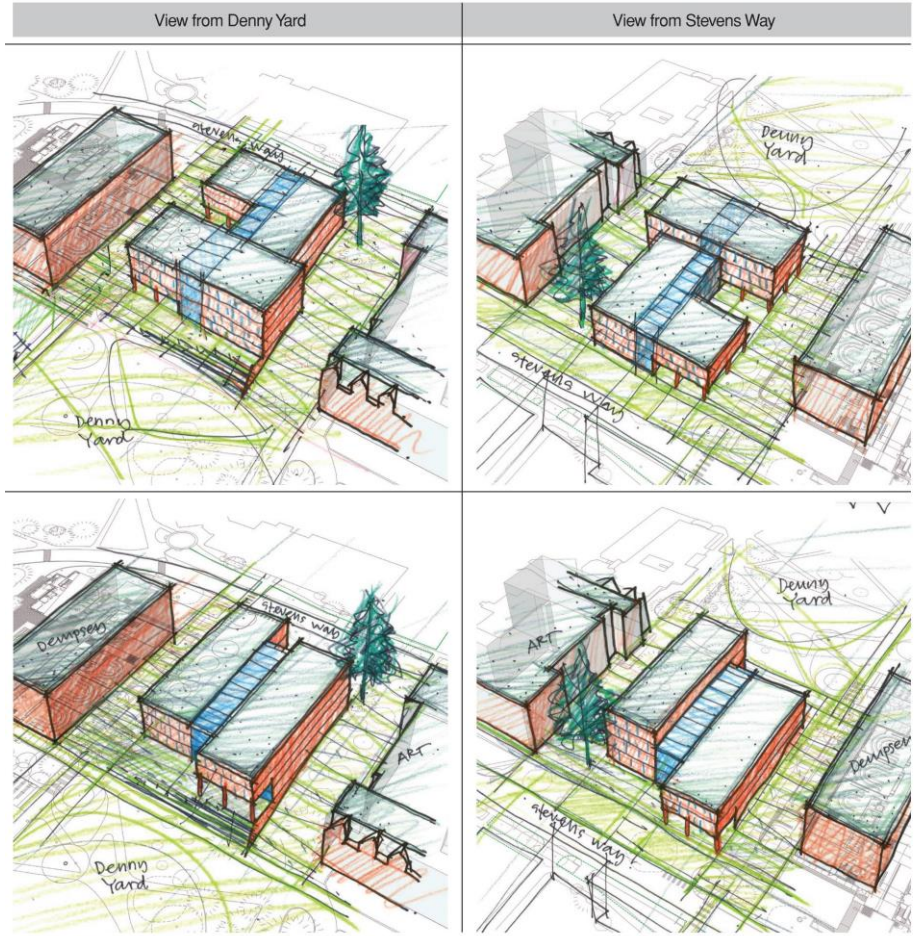 View from Denny Yard
View from Stevens Way
stevens way
Denny
Yard
Denny
Yard
stevens way
Dempsey
stevens way
ART
Denny
Yard
Denny
Yard
ART
Dempsey
stevens way